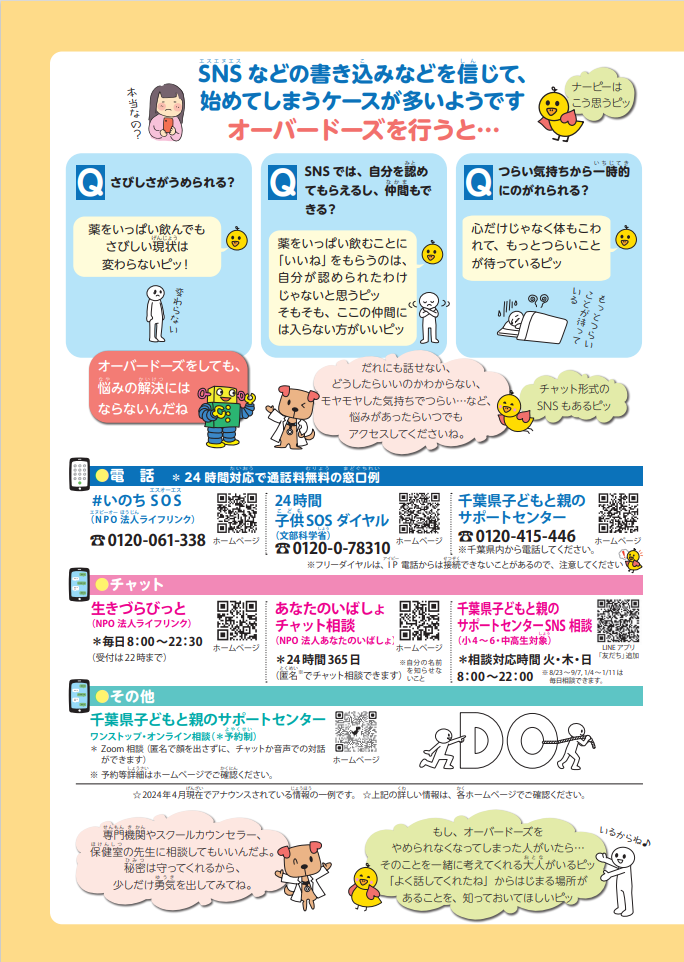 SNSなどの書き込みなどを信じて、
始めてしまうケースが多いようです
オーバードーズを行うと…
本当なの？
ナーピーは
こう思うピッ
Q さびしさがうめられる？
薬をいっぱい飲んでも
さびしい現状は
変わらないピッ！
変わらない
Q SNSでは、自分を認め
てもらえるし、仲間もで
きる？
薬をいっぱい飲むことに
「いいね」をもらうのは、
自分が認められたわけ
じゃないと思うピッ
そもそも、ここの仲間に
は入らない方がいいピッ
Q つらい気持ちから一時的
にのがれられる？
心だけじゃなく体もこわ
れて、もっとつらいこと
が待っているピッ
もっとつらい
ことが待って
いる
オーバードーズをしても、
悩みの解決には
ならないんだね
だれにも話せない、
どうしたらいいのかわからない、
モヤモヤした気持ちでつらい…など、
悩みがあったらいつでも
アクセスしてくださいね。
チャット形式の
SNSもあるピッ
●電 話 ＊24時間対応で通話料無料の窓口例
#いのちSOS
（NPO法人ライフリンク）
☎0120-061-338
ホームページ
24時間
子供SOSダイヤル
（文部科学省）
☎0120-0-78310
ホームページ
千葉県子どもと親の
サポートセンター
☎0120-415-446
※千葉県内から電話してください。
ホームページ
※フリーダイヤルは、IP電話からは接続できないことがあるので、注意してください
●チャット
生きづらびっと
（NPO法人ライフリンク）
＊毎日8：00〜22：30
（受付は22時まで）
ホームページ
あなたのいばしょ
チャット相談
（NPO法人あなたのいばしょ）
＊24時間365日
（匿名※でチャット相談できます）
ホームページ
※自分の名前
を知らせな
いこと
千葉県子どもと親の
サポートセンターSNS相談
（小4〜6・中高生対象）
＊相談対応時間 火・木・日
8：00〜22：00
※8/23〜9/7, 1/4〜1/11は
毎日相談できます。
LINEアプリ
「友だち」追加
●その他
千葉県子どもと親のサポートセンター
ワンストップ・オンライン相談（＊予約制）
＊ Zoom相談（匿名で顔を出さずに、チャットか音声での対話
ができます）
※ 予約等詳細はホームページでご確認ください。
ホームページ
DO
☆2024年4月現在でアナウンスされている情報の一例です。 ☆上記の詳しい情報は、各ホームページでご確認ください。
専門機関やスクールカウンセラー、
保健室の先生に相談してもいいんだよ。
秘密は守ってくれるから、
少しだけ勇気を出してみてね。
もし、オーバードーズを
やめられなくなってしまった人がいたら…
そのことを一緒に考えてくれる大人がいるピッ
「よく話してくれたね」からはじまる場所が
あることを、知っておいてほしいピッ
いるからね♪